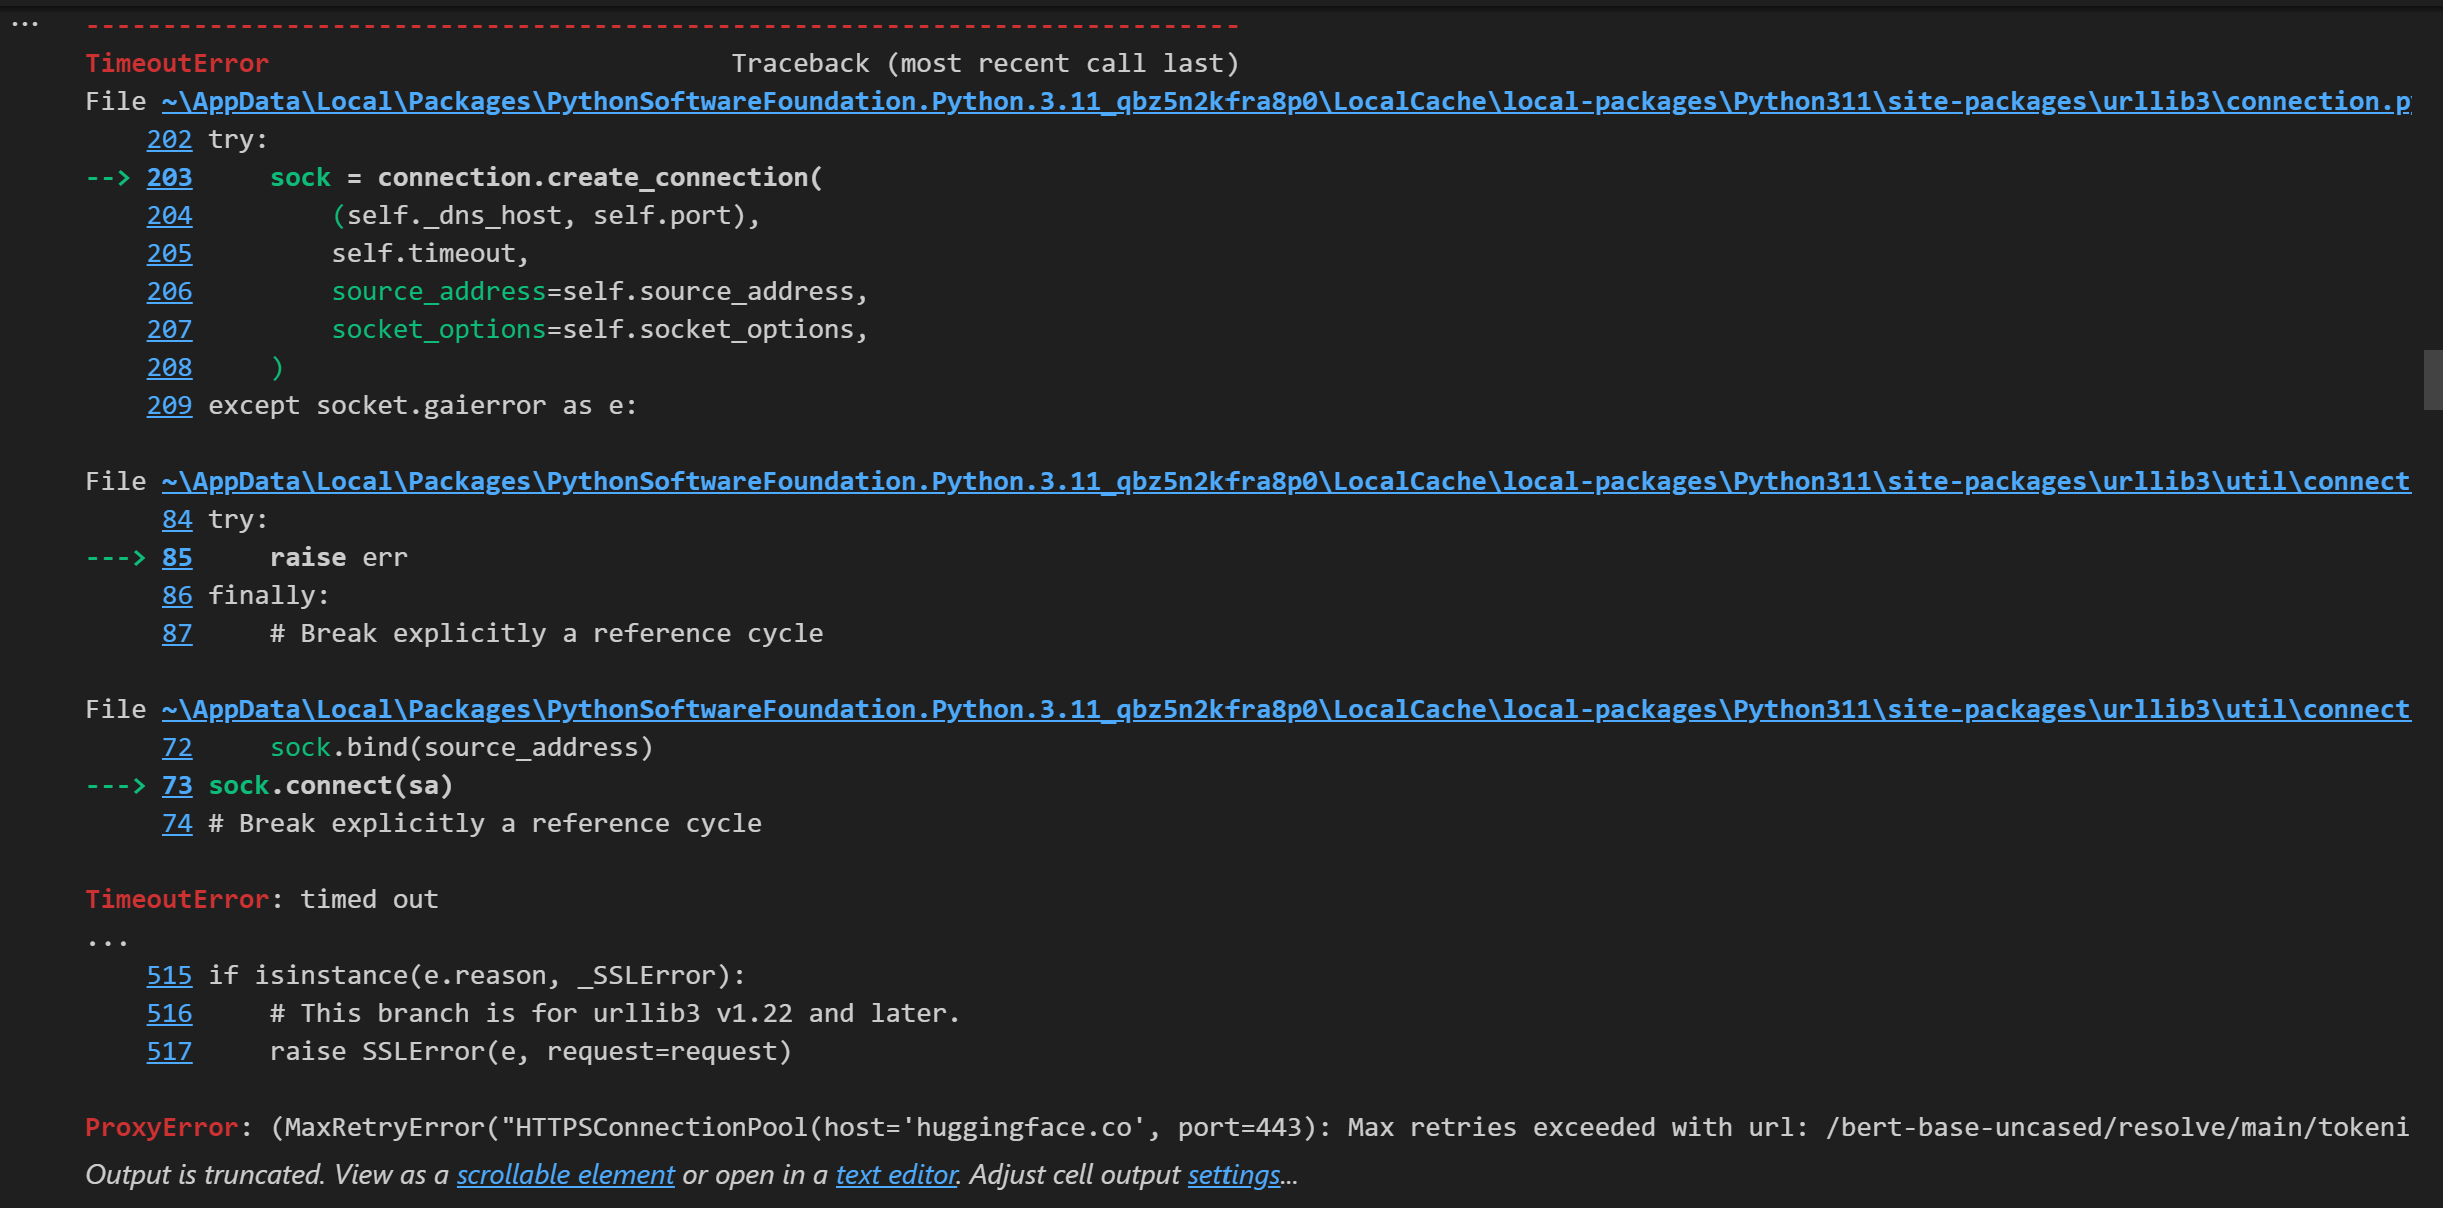 ...
---------------------------------------------------------------------------
TimeoutError                              Traceback (most recent call last)
File ~\AppData\Local\Packages\PythonSoftwareFoundation.Python.3.11_qbz5n2kfra8p0\LocalCache\local-packages\Python311\site-packages\urllib3\connection.p
202 try:
--> 203     sock = connection.create_connection(
204         (self._dns_host, self.port),
205         self.timeout,
206         source_address=self.source_address,
207         socket_options=self.socket_options,
208     )
209 except socket.gaierror as e:
File ~\AppData\Local\Packages\PythonSoftwareFoundation.Python.3.11_qbz5n2kfra8p0\LocalCache\local-packages\Python311\site-packages\urllib3\util\connect
84 try:
---> 85     raise err
86 finally:
87     # Break explicitly a reference cycle
File ~\AppData\Local\Packages\PythonSoftwareFoundation.Python.3.11_qbz5n2kfra8p0\LocalCache\local-packages\Python311\site-packages\urllib3\util\connect
72     sock.bind(source_address)
---> 73 sock.connect(sa)
74 # Break explicitly a reference cycle
TimeoutError: timed out
...
515 if isinstance(e.reason, _SSLError):
516     # This branch is for urllib3 v1.22 and later.
517     raise SSLError(e, request=request)
ProxyError: (MaxRetryError("HTTPSConnectionPool(host='huggingface.co', port=443): Max retries exceeded with url: /bert-base-uncased/resolve/main/tokeni
Output is truncated. View as a scrollable element or open in a text editor. Adjust cell output settings...